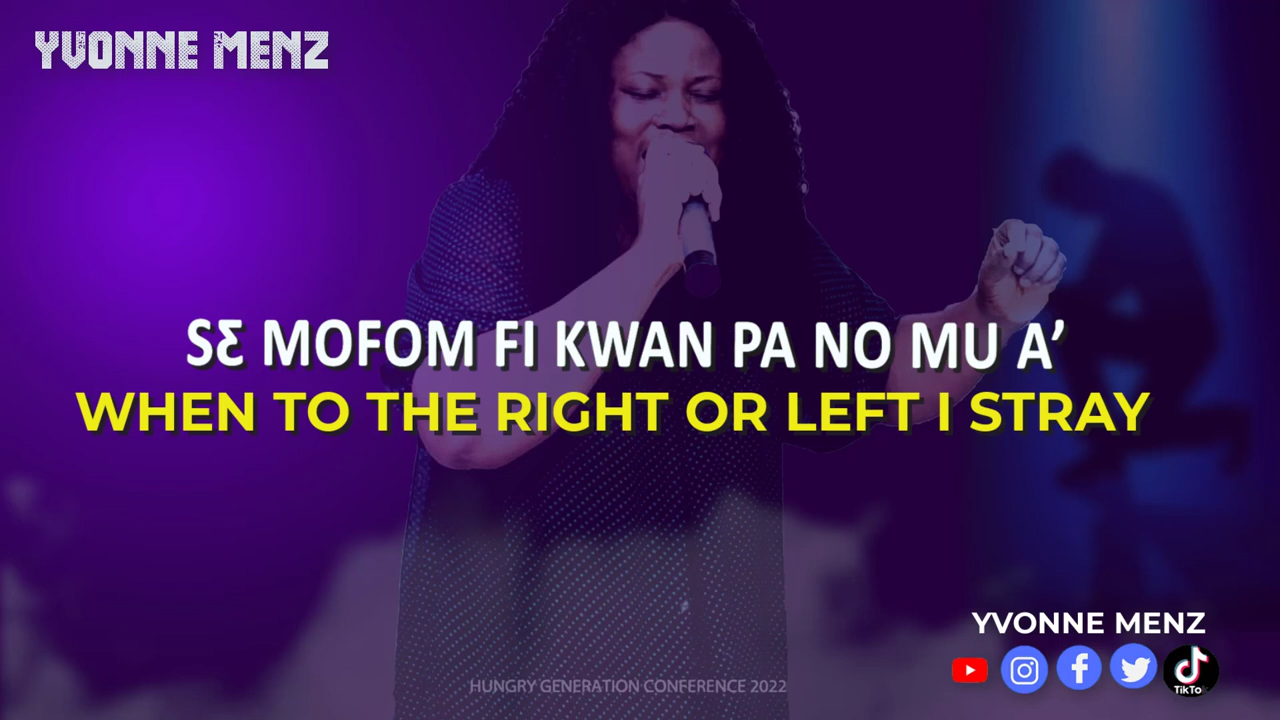 YVONNE MENZ
SƐ MOFOM FI KWAN PA NO MU A’
WHEN TO THE RIGHT OR LEFT I STRAY
YVONNE MENZ
TikTok
HUNGRY GENERATION CONFERENCE 2022